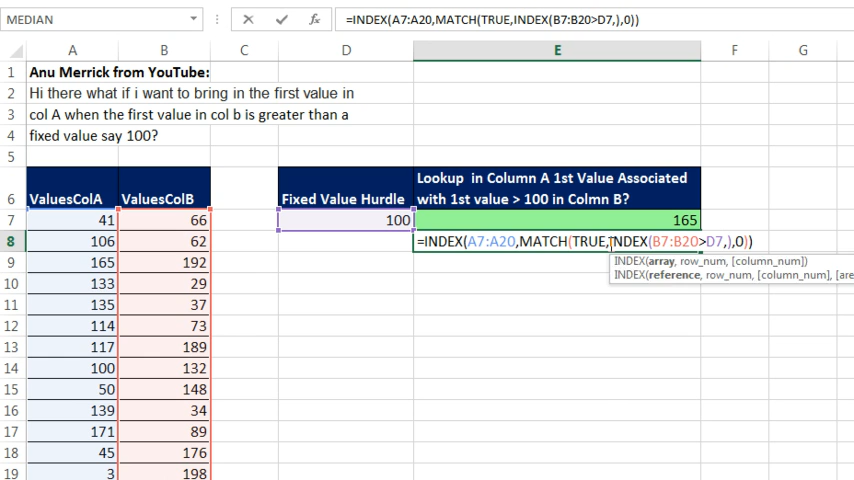 MEDIAN =INDEX(A7:A20,MATCH(TRUE,INDEX(B7:B20>D7,),0))
A B C D E F G
1 Anu Merrick from YouTube:
2 Hi there what if i want to bring in the first value in
3 col A when the first value in col b is greater than a
4 fixed value say 100?
5
Lookup in Column A 1st Value Associated
6 ValuesColA ValuesColB Fixed Value Hurdle with 1st value > 100 in Colmn B?
7 41 66 100 165
8 106 62 =INDEX(A7:A20,MATCH(TRUE,INDEX(B7:B20>D7,),0))
9 165 192 INDEX(array, row_num, [column_num])
10 133 29 INDEX(reference, row_num, [column_num], [are
11 135 37
12 114 73
13 117 189
14 100 132
15 50 148
16 139 34
17 171 89
18 45 176
19 3 198